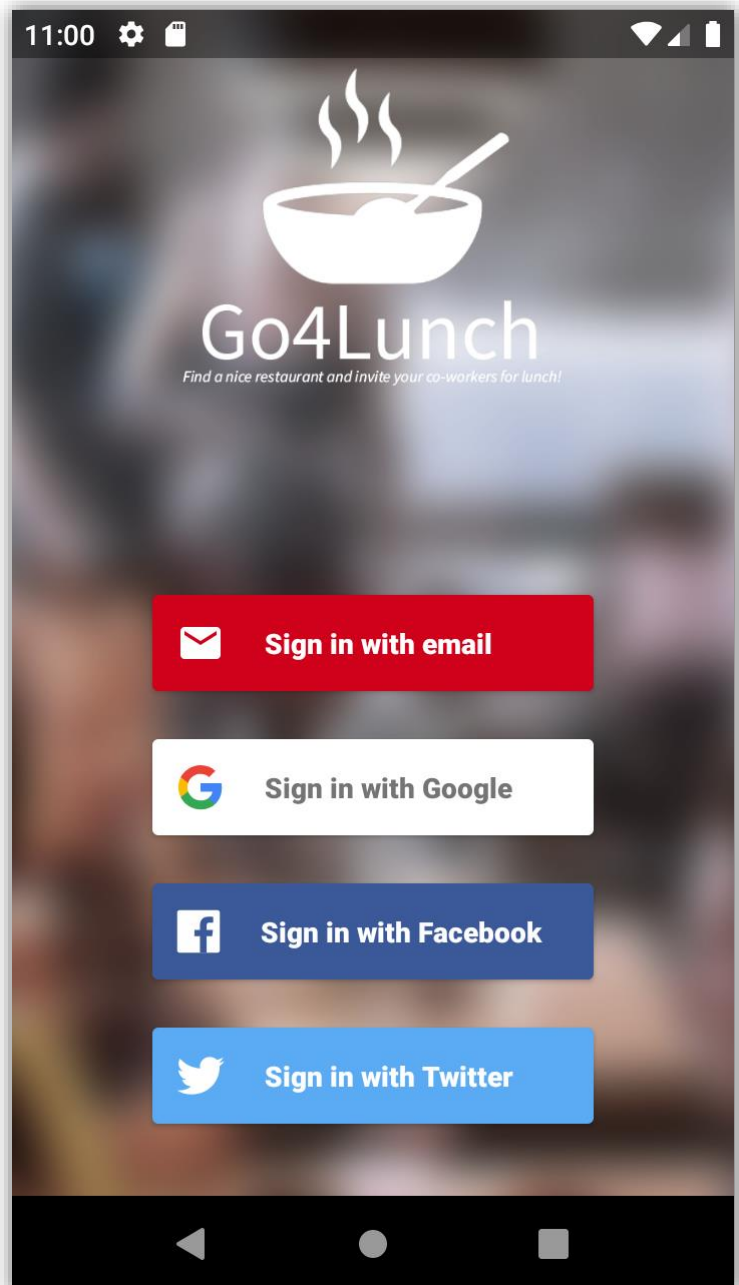 11:00
Go4Lunch
Find a nice restaurant and invite your co-workers for lunch!
Sign in with email
Sign in with Google
Sign in with Facebook
Sign in with Twitter